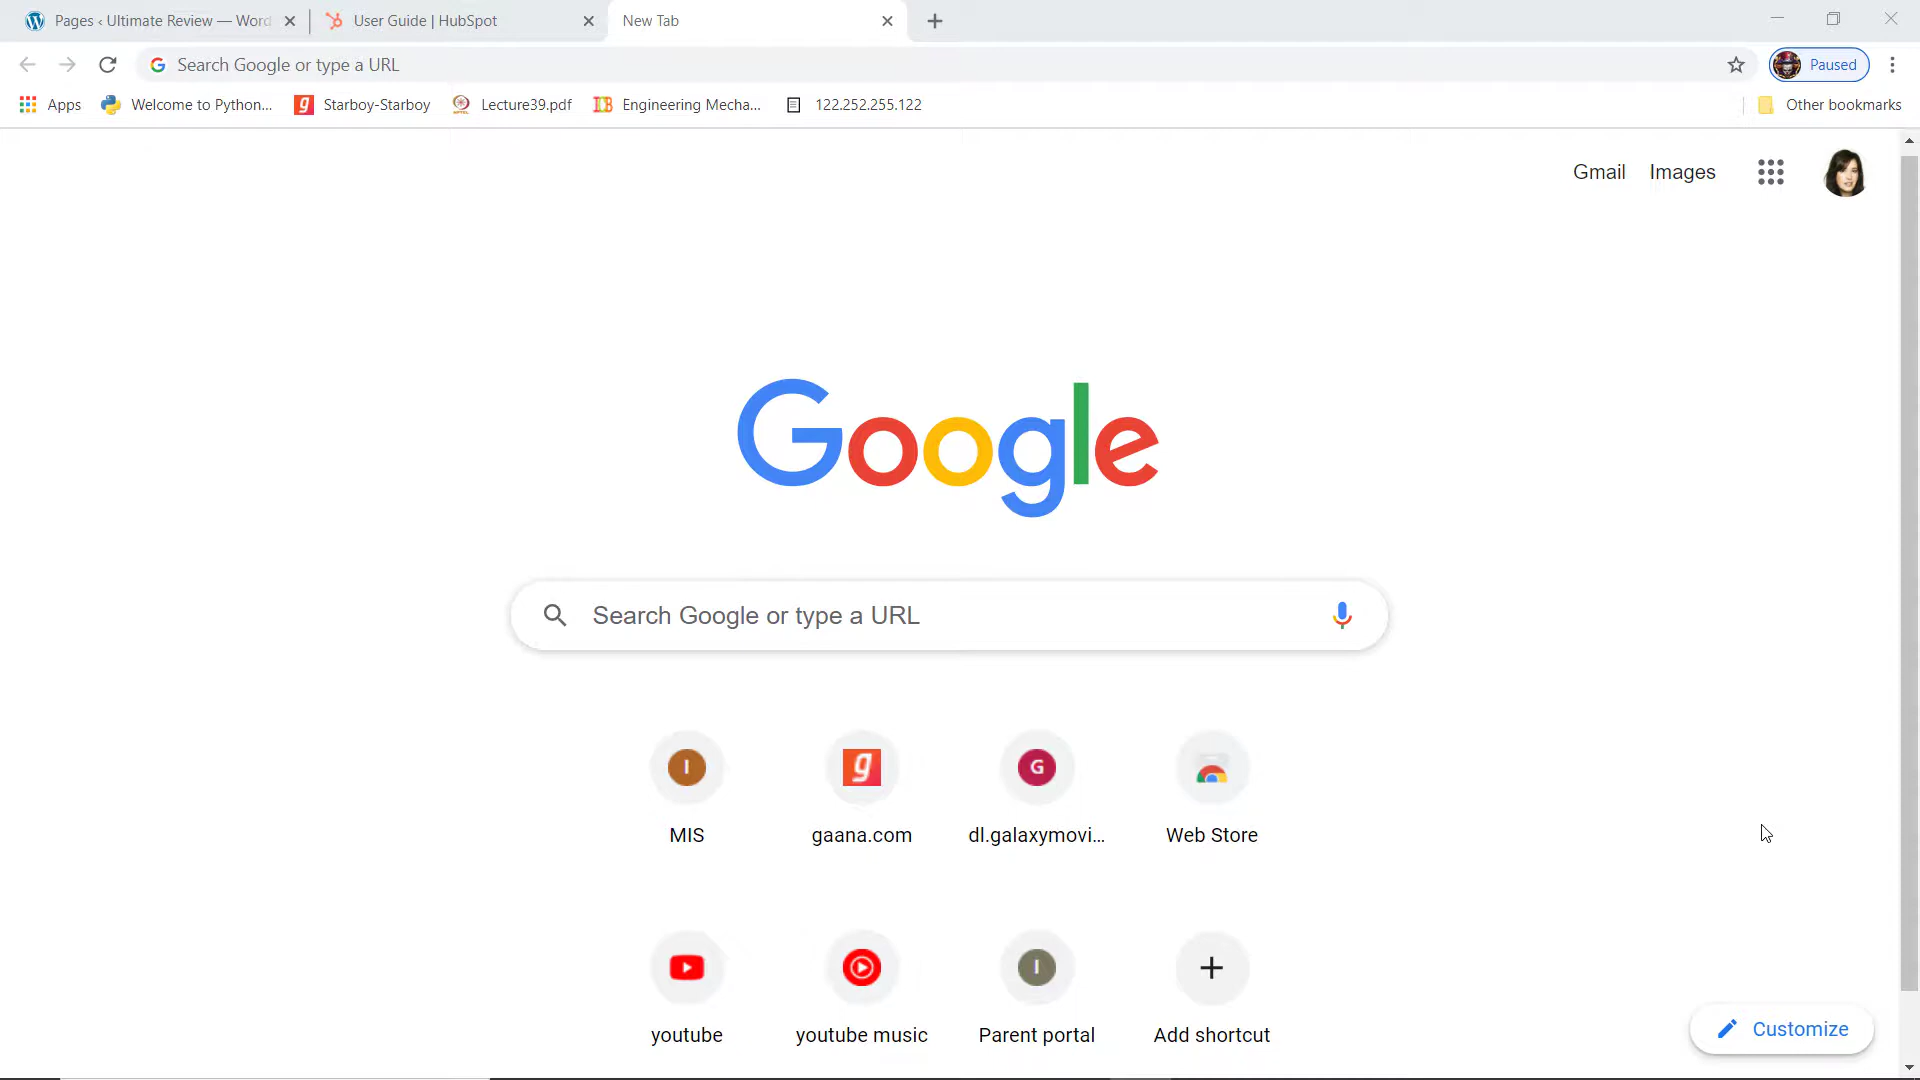 Pages ‹ Ultimate Review — Word
User Guide | HubSpot
New Tab
Search Google or type a URL
Paused
Apps
Welcome to Python...
Starboy-Starboy
Lecture39.pdf
Engineering Mecha...
122.252.255.122
Other bookmarks
Gmail
Images
Google
Search Google or type a URL
MIS
gaana.com
dl.galaxymovi...
Web Store
youtube
youtube music
Parent portal
Add shortcut
Customize